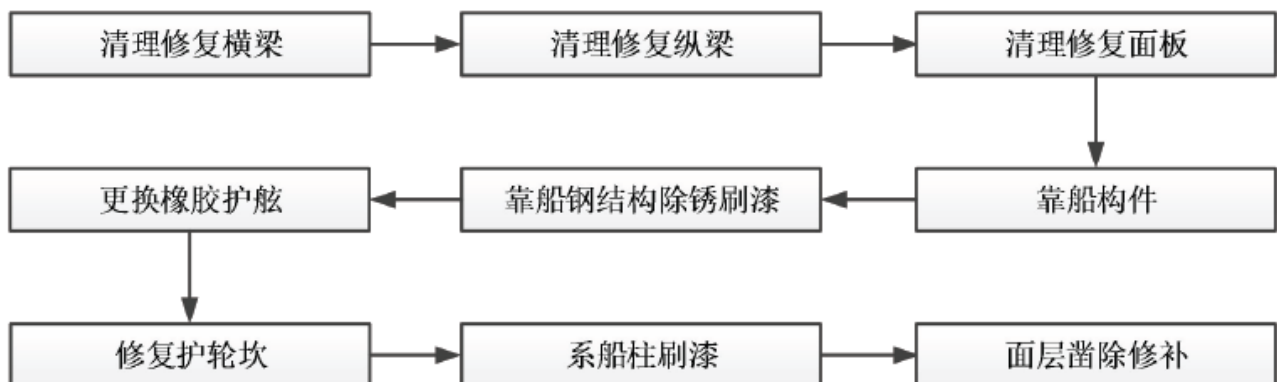 清理修复横梁
清理修复纵梁
清理修复面板
靠船构件
靠船钢结构除锈刷漆
更换橡胶护舷
修复护轮坎
系船柱刷漆
面层凿除修补